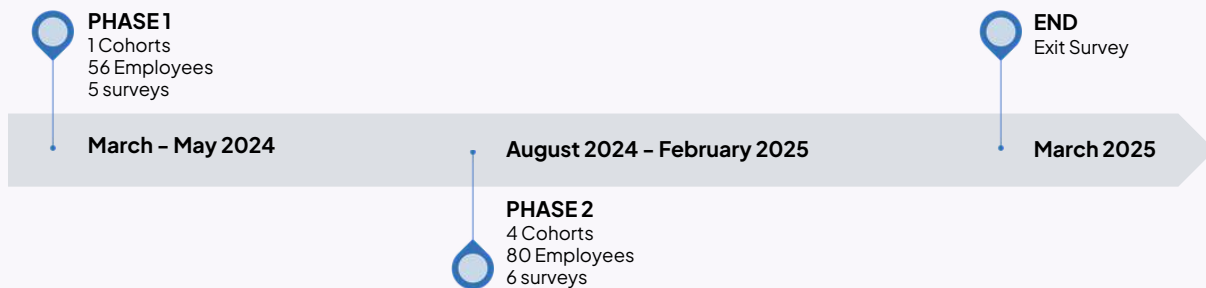 PHASE 1
1 Cohorts
56 Employees
5 surveys
March – May 2024
August 2024 – February 2025
PHASE 2
4 Cohorts
80 Employees
6 surveys
END
Exit Survey
March 2025